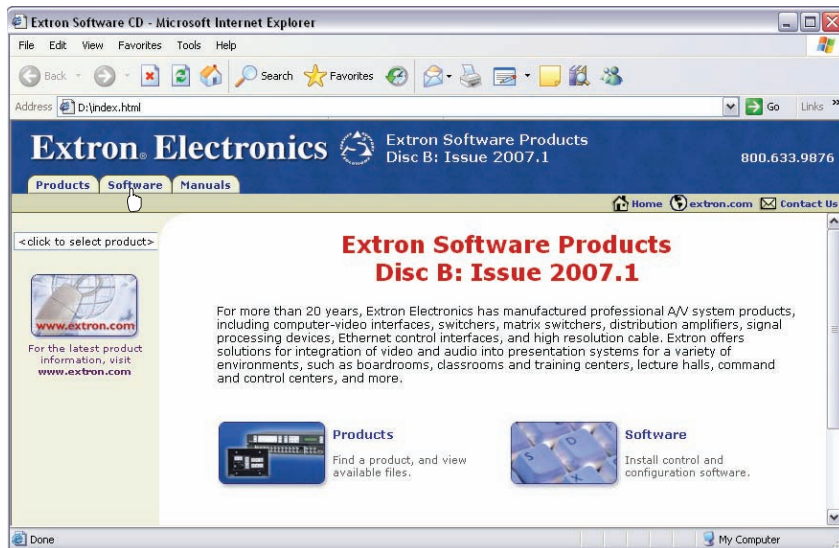 Extron Software CD - Microsoft Internet Explorer
File Edit View Favorites Tools Help
Back Search Favorites
Address D:\index.html Go Links »
Extron® Electronics
Extron Software Products
Disc B: Issue 2007.1
800.633.9876
Products Software Manuals
Home extron.com Contact Us
<click to select product>
www.extron.com
For the latest product
information, visit
www.extron.com
Extron Software Products
Disc B: Issue 2007.1
For more than 20 years, Extron Electronics has manufactured professional A/V system products,
including computer-video interfaces, switchers, matrix switchers, distribution amplifiers, signal
processing devices, Ethernet control interfaces, and high resolution cable. Extron offers
solutions for integration of video and audio into presentation systems for a variety of
environments, such as boardrooms, classrooms and training centers, lecture halls, command
and control centers, and more.
Products
Find a product, and view
available files.
S D X
Software
Install control and
configuration software.
Done My Computer